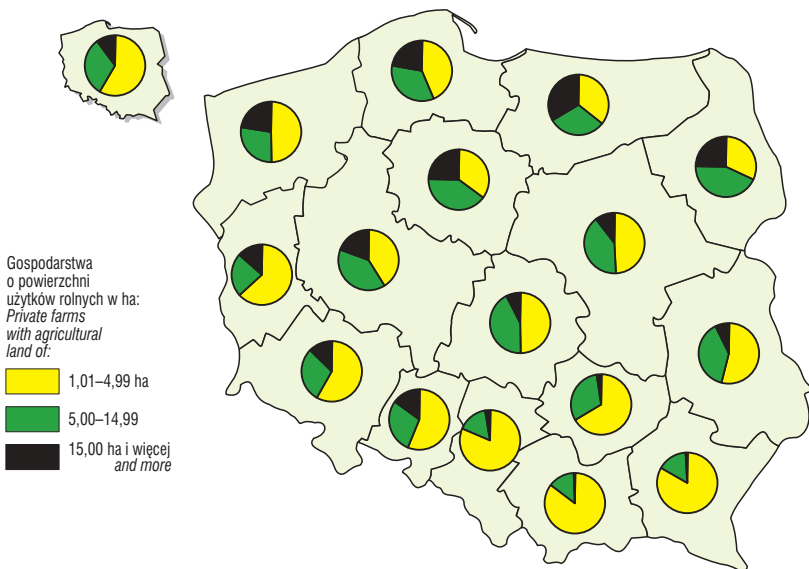 Gospodarstwa
o powierzchni
użytków rolnych w ha:
Private farms
with agricultural
land of:
1,01–4,99 ha
5,00–14,99
15,00 ha i więcej
and more